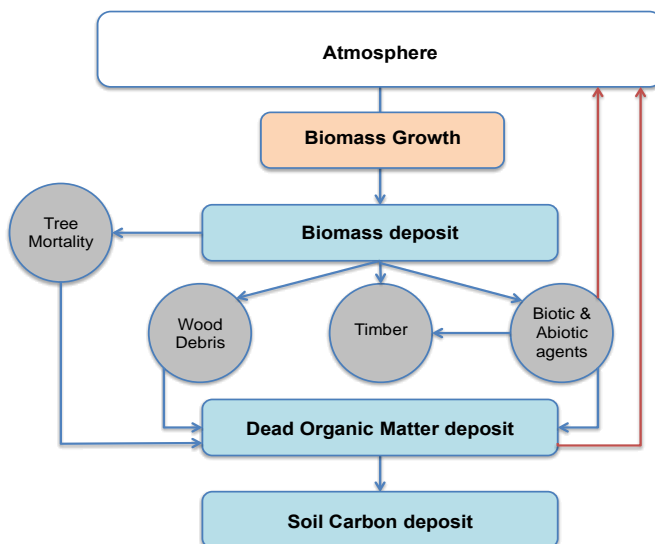 Atmosphere
Biomass Growth
Tree
Mortality
Biomass deposit
Wood
Debris
Timber
Biotic &
Abiotic
agents
Dead Organic Matter deposit
Soil Carbon deposit